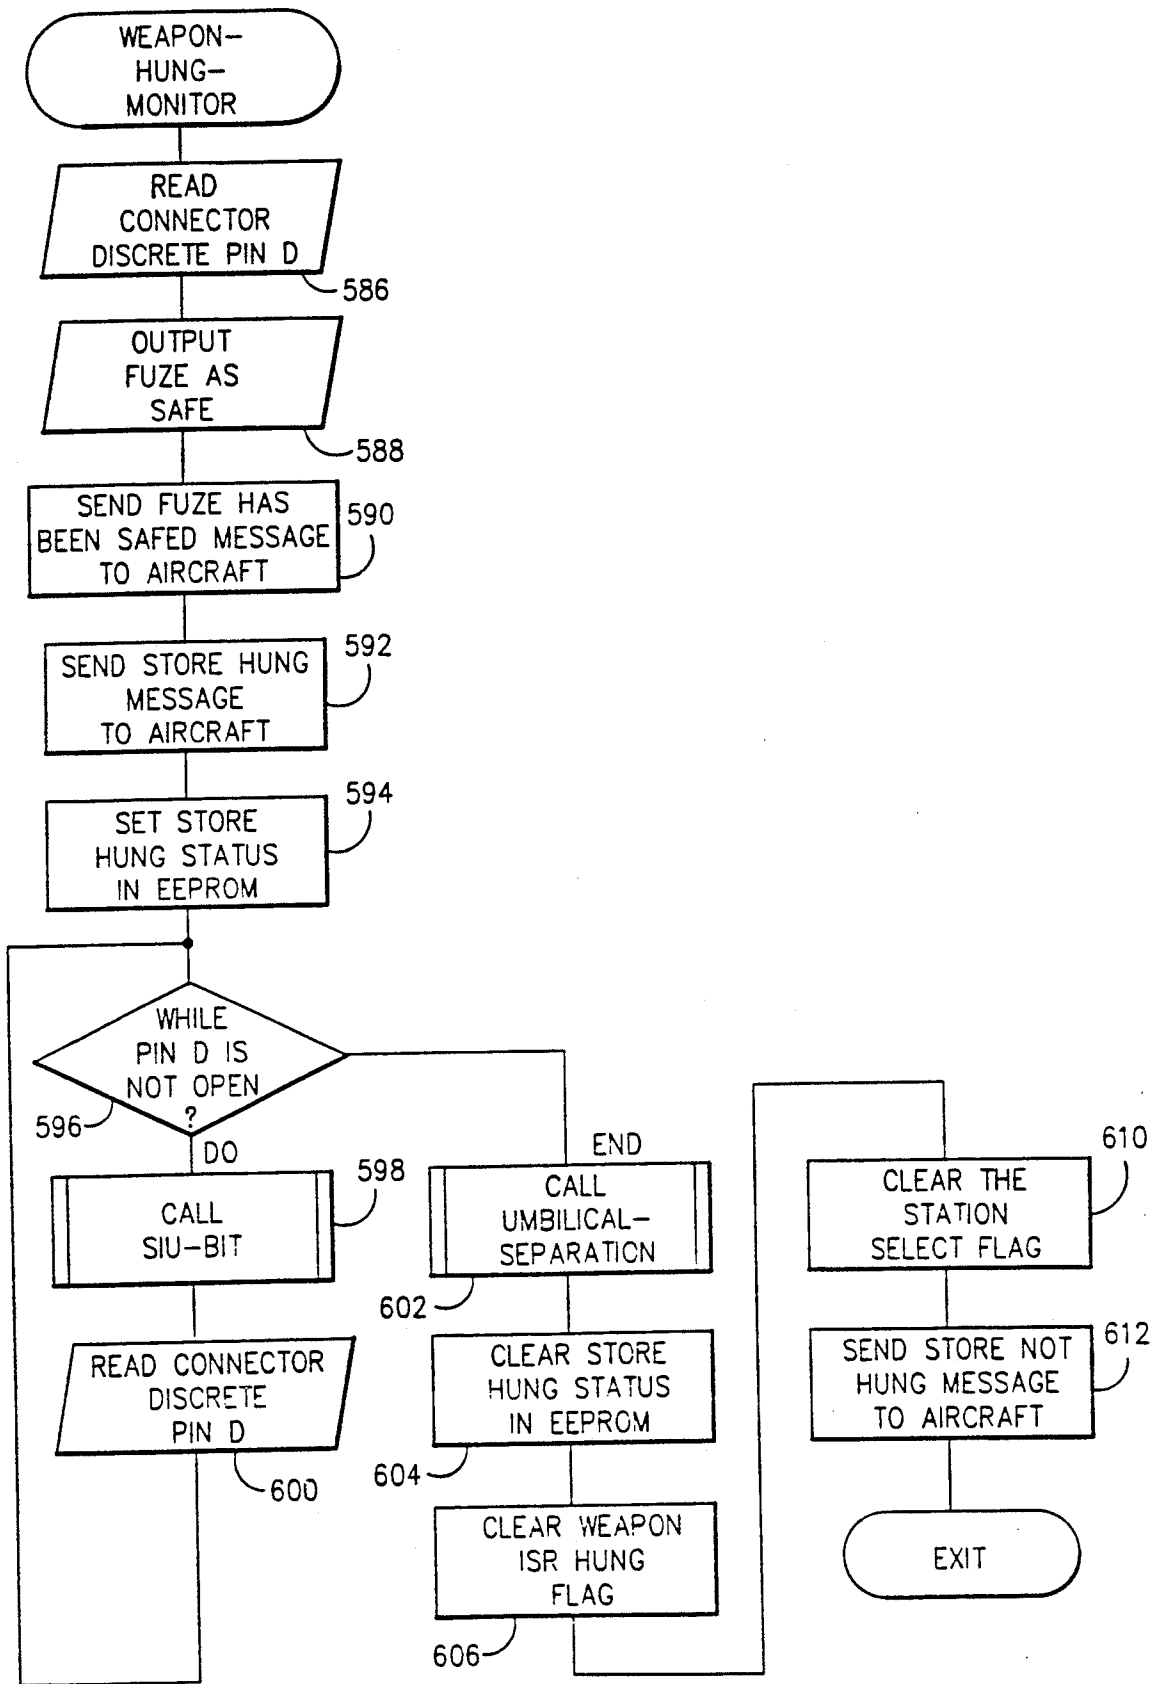 WEAPON-
HUNG-
MONITOR
READ
CONNECTOR
DISCRETE PIN D
586
OUTPUT
FUZE AS
SAFE
588
SEND FUZE HAS
BEEN SAFED MESSAGE
TO AIRCRAFT
590
SEND STORE HUNG
MESSAGE
TO AIRCRAFT
592
SET STORE
HUNG STATUS
IN EEPROM
594
WHILE
PIN D IS
NOT OPEN
?
596
DO
CALL
SIU-BIT
598
READ CONNECTOR
DISCRETE
PIN D
600
END
CALL
UMBILICAL-
SEPARATION
602
CLEAR STORE
HUNG STATUS
IN EEPROM
604
CLEAR WEAPON
ISR HUNG
FLAG
606
CLEAR THE
STATION
SELECT FLAG
610
SEND STORE NOT
HUNG MESSAGE
TO AIRCRAFT
612
EXIT